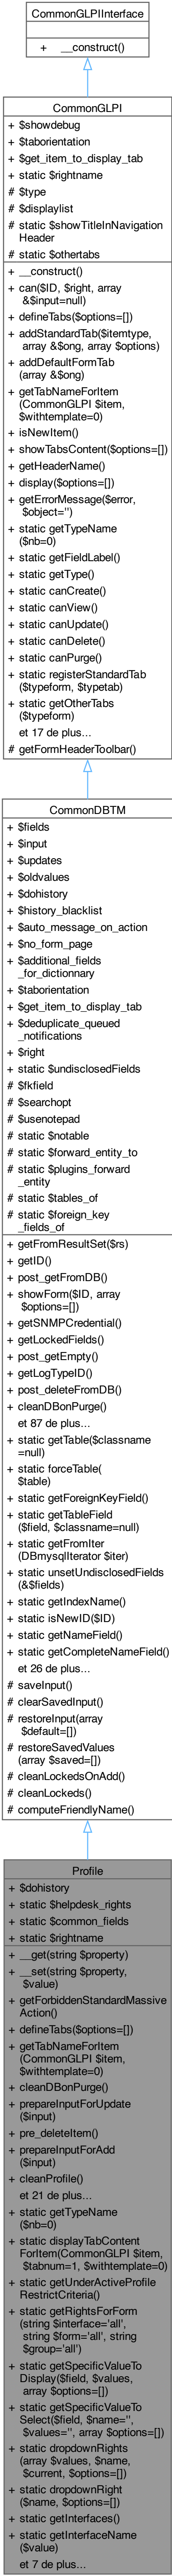 CommonGLPIInterface
+ __construct()
CommonGLPI
+ $showdebug
+ $taborientation
+ $get_item_to_display_tab
+ static $rightname
# $type
# $displaylist
# static $showTitleInNavigation
Header
# static $othertabs
+ __construct()
+ can($ID, $right, array
&$input=null)
+ defineTabs($options=[])
+ addStandardTab($itemtype,
array &$ong, array $options)
+ addDefaultFormTab
(array &$ong)
+ getTabNameForItem
(CommonGLPI $item,
$withtemplate=0)
+ isNewItem()
+ showTabsContent($options=[])
+ getHeaderName()
+ display($options=[])
+ getErrorMessage($error,
$object='')
+ static getTypeName
($nb=0)
+ static getFieldLabel()
+ static getType()
+ static canCreate()
+ static canView()
+ static canUpdate()
+ static canDelete()
+ static canPurge()
+ static registerStandardTab
($typeform, $typetab)
+ static getOtherTabs
($typeform)
et 17 de plus...
# getFormHeaderToolbar()
CommonDBTM
+ $fields
+ $input
+ $updates
+ $oldvalues
+ $dohistory
+ $history_blacklist
+ $auto_message_on_action
+ $no_form_page
+ $additional_fields
_for_dictionnary
+ $taborientation
+ $get_item_to_display_tab
+ $deduplicate_queued
_notifications
+ $right
+ static $undisclosedFields
# $fkfield
# $searchopt
# $usenotepad
# static $notable
# static $forward_entity_to
# static $plugins_forward
_entity
# static $tables_of
# static $foreign_key
_fields_of
+ getFromResultSet($rs)
+ getID()
+ post_getFromDB()
+ showForm($ID, array
$options=[])
+ getSNMPCredential()
+ getLockedFields()
+ post_getEmpty()
+ getLogTypeID()
+ post_deleteFromDB()
+ cleanDBonPurge()
et 87 de plus...
+ static getTable($classname
=null)
+ static forceTable(
$table)
+ static getForeignKeyField()
+ static getTableField
($field, $classname=null)
+ static getFromIter
(DBmysqlIterator $iter)
+ static unsetUndisclosedFields
(&$fields)
+ static getIndexName()
+ static isNewID($ID)
+ static getNameField()
+ static getCompleteNameField()
et 26 de plus...
# saveInput()
# clearSavedInput()
# restoreInput(array
$default=[])
# restoreSavedValues
(array $saved=[])
# cleanLockedsOnAdd()
# cleanLockeds()
# computeFriendlyName()
Profile
+ $dohistory
+ static $helpdesk_rights
+ static $common_fields
+ static $rightname
+ __get(string $property)
+ __set(string $property,
$value)
+ getForbiddenStandardMassive
Action()
+ defineTabs($options=[])
+ getTabNameForItem
(CommonGLPI $item,
$withtemplate=0)
+ cleanDBonPurge()
+ prepareInputForUpdate
($input)
+ pre_deleteItem()
+ prepareInputForAdd
($input)
+ cleanProfile()
et 21 de plus...
+ static getTypeName
($nb=0)
+ static displayTabContent
ForItem(CommonGLPI $item,
$tabnum=1, $withtemplate=0)
+ static getUnderActiveProfile
RestrictCriteria()
+ static getRightsForForm
(string $interface='all',
string $form='all', string
$group='all')
+ static getSpecificValueTo
Display($field, $values,
array $options=[])
+ static getSpecificValueTo
Select($field, $name='',
$values='', array $options=[])
+ static dropdownRights
(array $values, $name,
$current, $options=[])
+ static dropdownRight
($name, $options=[])
+ static getInterfaces()
+ static getInterfaceName
($value)
et 7 de plus...